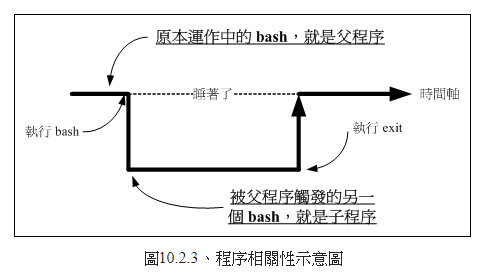 原本運作中的 bash，就是父程序
睡著了
時間軸
執行 bash
執行 exit
被父程序觸發的另一
個 bash，就是子程序
圖10.2.3、程序相關性示意圖